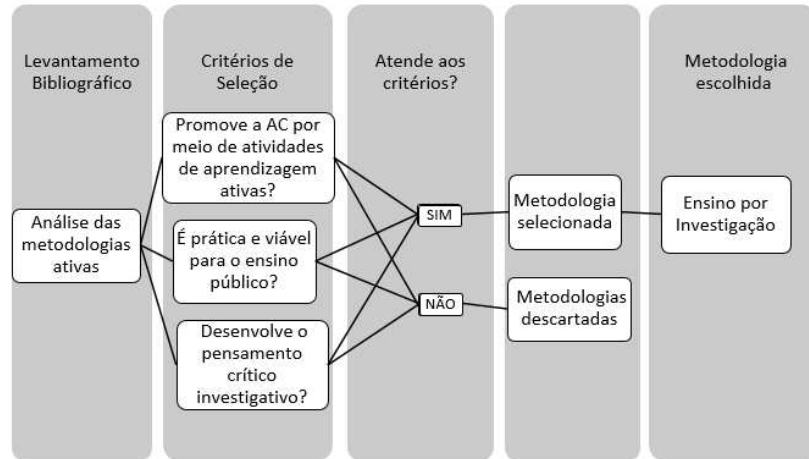 Levantamento
Bibliográfico
Critérios de
Seleção
Atende aos
critérios?
Metodologia
escolhida
Análise das
metodologias
ativas
Promove a AC por
meio de atividades
de aprendizagem
ativas?
É prática e viável
para o ensino
público?
Desenvolve o
pensamento
crítico
investigativo?
SIM
NÃO
Metodologia
selecionada
Metodologias
descartadas
Ensino por
Investigação